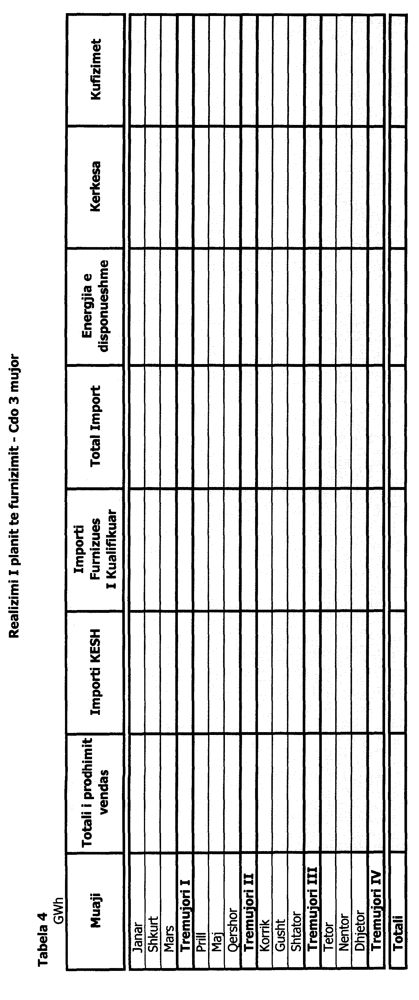 Realizimi I planit te furnizimit - Cdo 3 mujor
Tabela 4
GWh
Muaji
Totali i prodhimit
vendas
Importi KESH
Importi
Furnizues
I Kualifikuar
Total Import
Energjia e
disponueshme
Kerkesa
Kufizimet
Janar
Shkurt
Mars
Tremujori I
Prill
Maj
Qershor
Tremujori II
Korrik
Gusht
Shtator
Tremujori III
Tetor
Nentor
Dhjetor
Tremujori IV
Totali